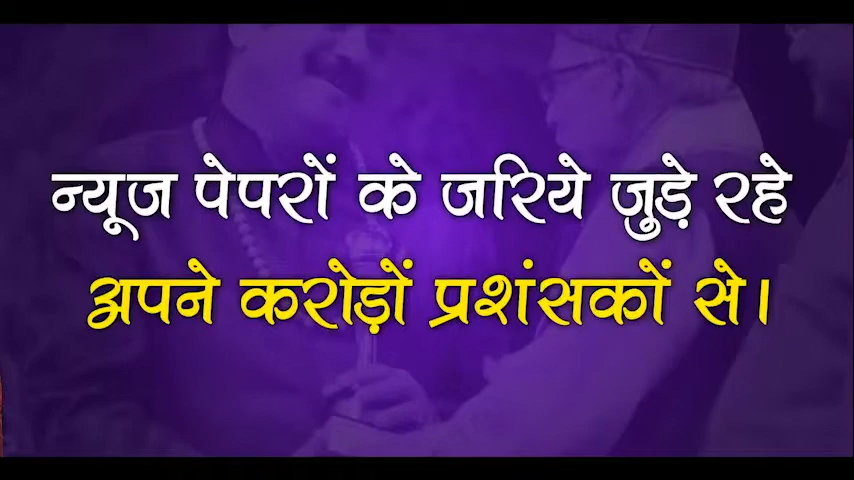 न्यूज पेपरों के जरिये जुड़े रहे
अपने करोड़ों प्रशंसकों से।